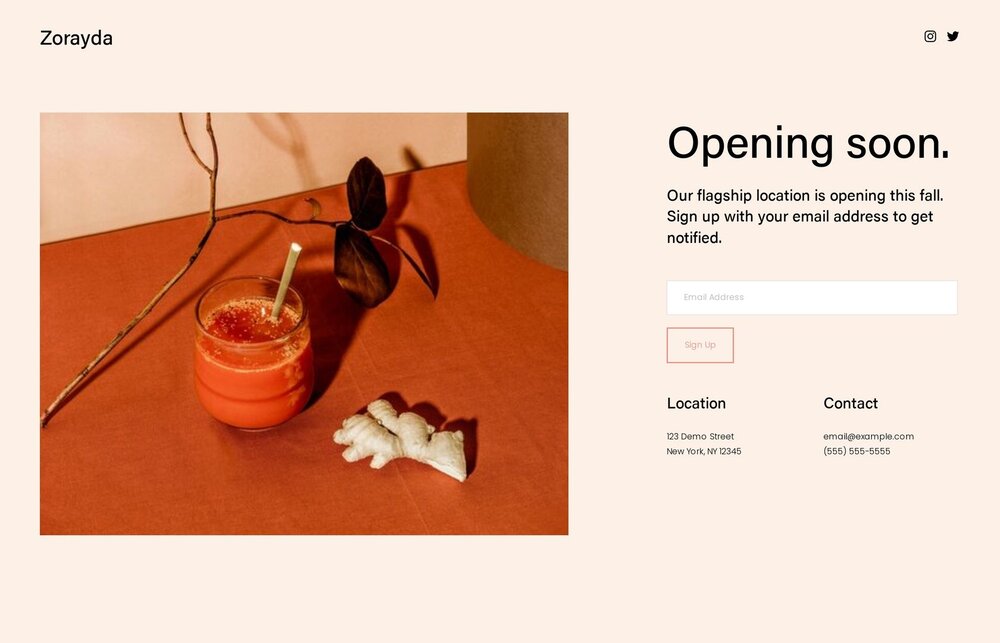 Zorayda
Opening soon.
Our flagship location is opening this fall.
Sign up with your email address to get
notified.
Email Address
Sign Up
Location
123 Demo Street
New York, NY 12345
Contact
email@example.com
(555) 555-5555